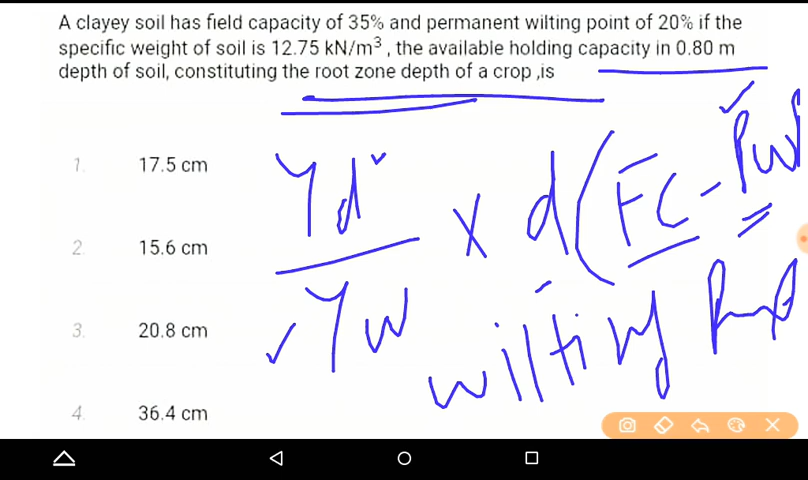 A clayey soil has field capacity of 35% and permanent wilting point of 20% if the
specific weight of soil is 12.75 kN/m³ , the available holding capacity in 0.80 m
depth of soil, constituting the root zone depth of a crop ,is
1. 17.5 cm
2. 15.6 cm
3. 20.8 cm
4. 36.4 cm
γd / γw × d (FC - PWP
wilting